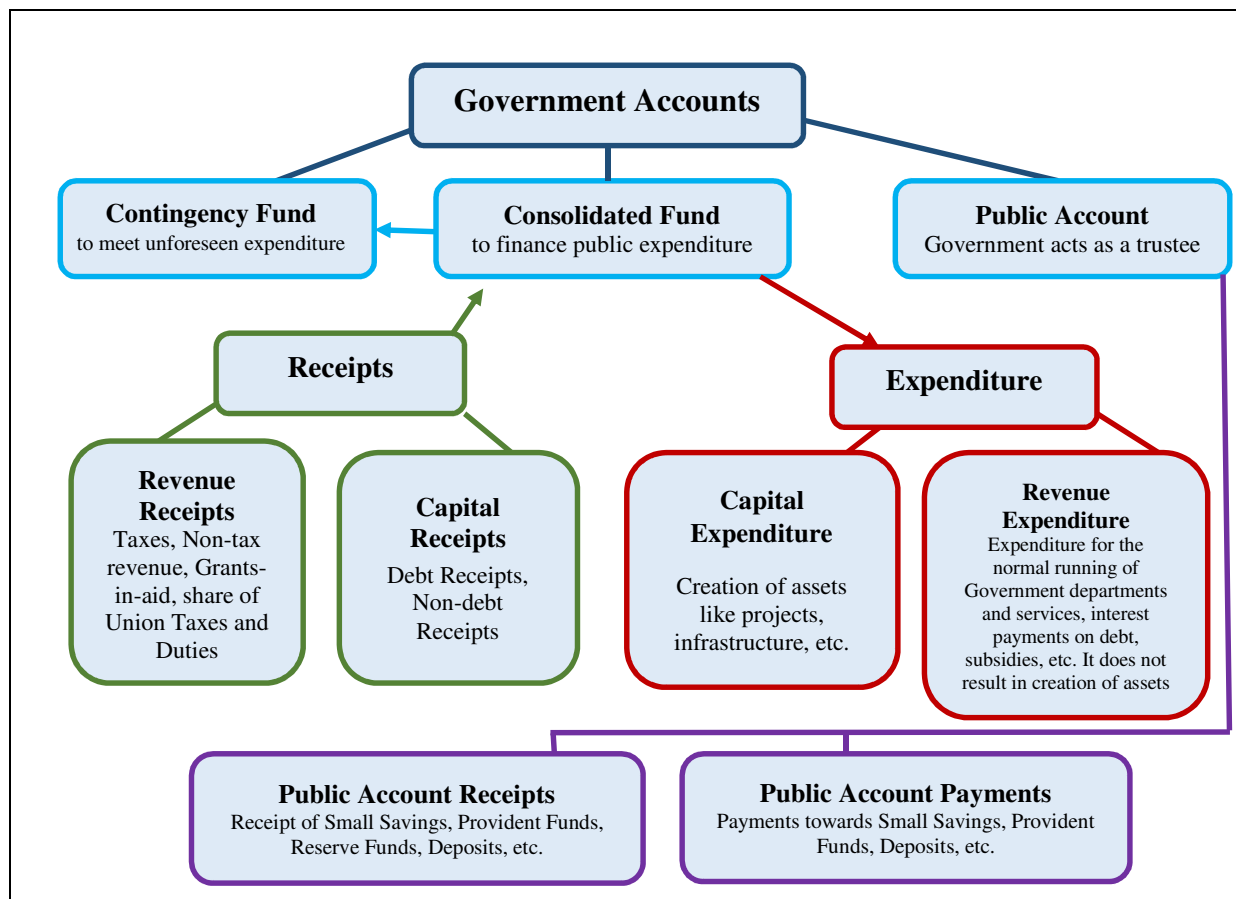 Government Accounts
Contingency Fund
to meet unforeseen expenditure
Consolidated Fund
to finance public expenditure
Public Account
Government acts as a trustee
Receipts
Expenditure
Revenue
Receipts
Taxes, Non-tax
revenue, Grants-
in-aid, share of
Union Taxes and
Duties
Capital
Receipts
Debt Receipts,
Non-debt
Receipts
Capital
Expenditure
Creation of assets
like projects,
infrastructure, etc.
Revenue
Expenditure
Expenditure for the
normal running of
Government departments
and services, interest
payments on debt,
subsidies, etc. It does not
result in creation of assets
Public Account Receipts
Receipt of Small Savings, Provident Funds,
Reserve Funds, Deposits, etc.
Public Account Payments
Payments towards Small Savings, Provident
Funds, Deposits, etc.